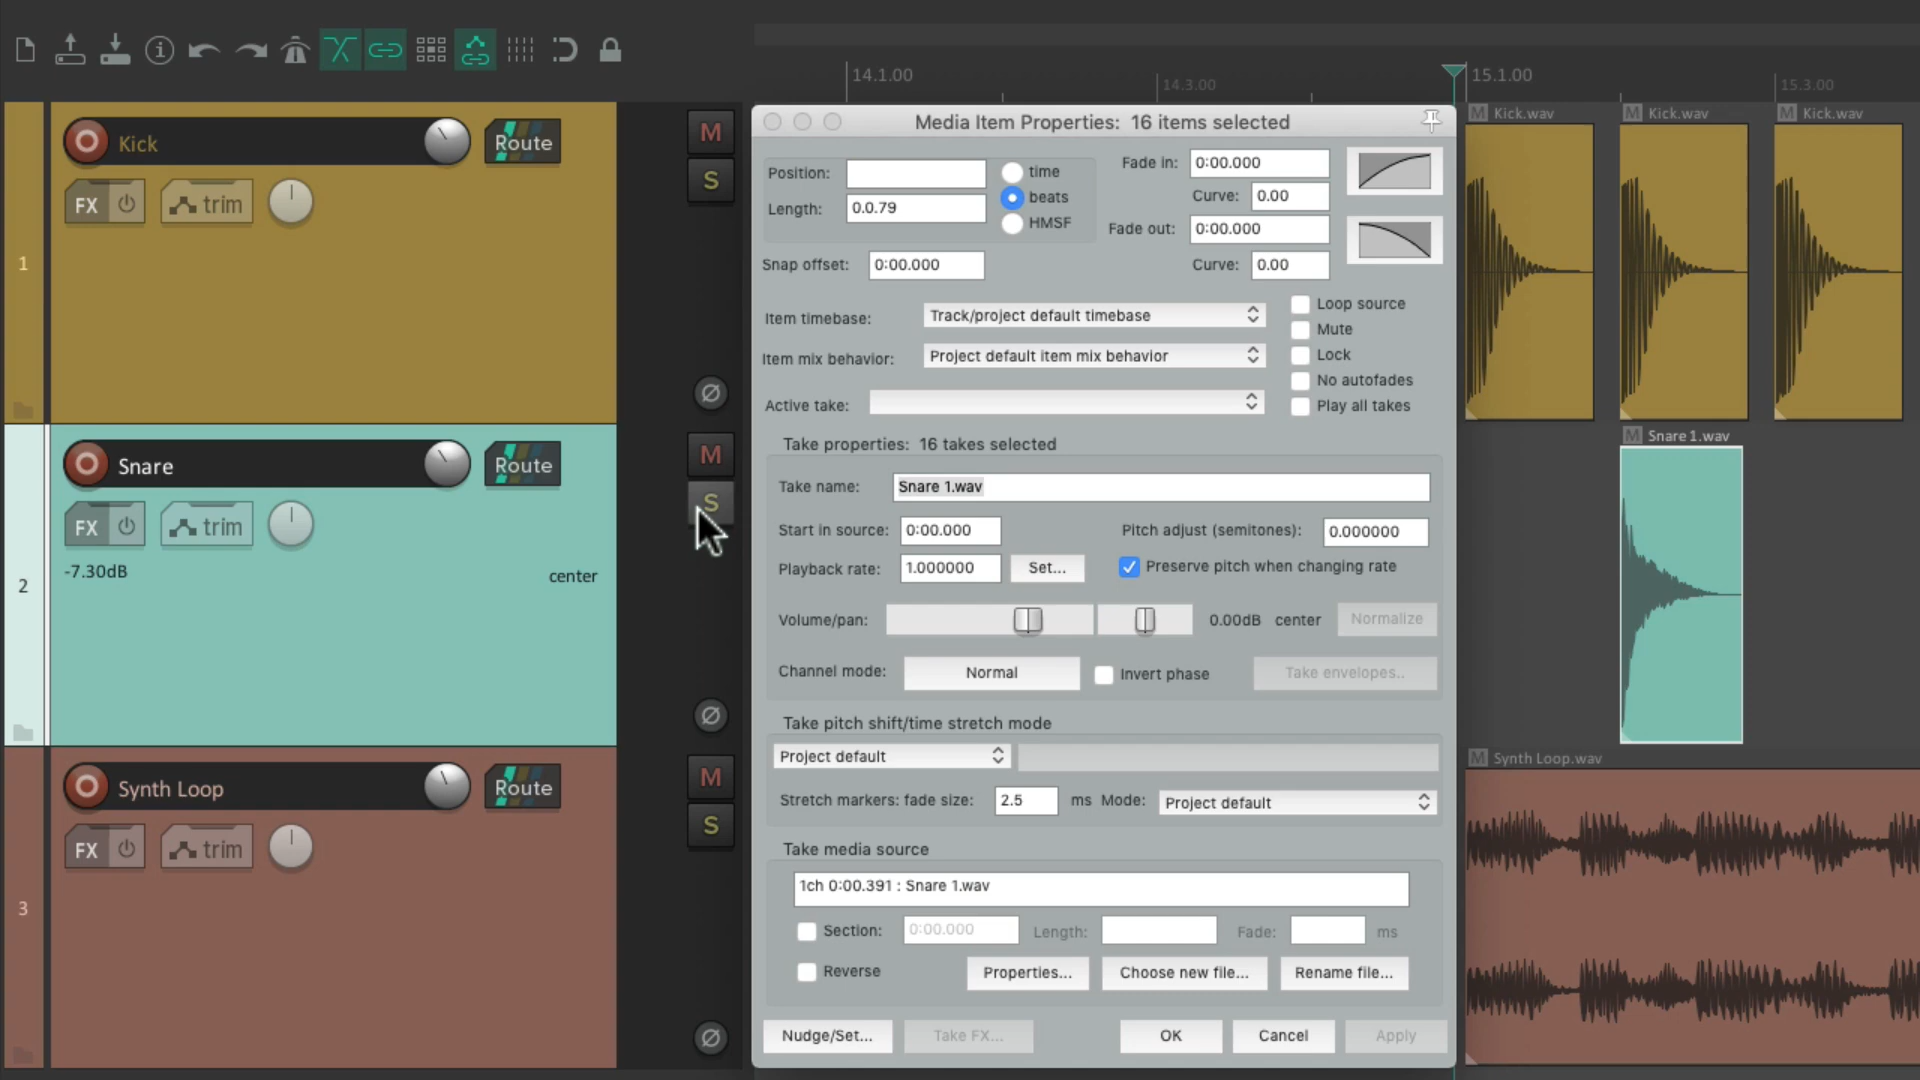 14.1.00
14.3.00
15.1.00
15.3.00
1
Kick
Route
FX
trim
M
S
2
Snare
Route
FX
trim
-7.30dB
center
M
S
3
Synth Loop
Route
FX
trim
M
S
Media Item Properties: 16 items selected
Position:
time
Length: 0.0.79
beats
HMSF
Snap offset: 0:00.000
Fade in: 0:00.000
Curve: 0.00
Fade out: 0:00.000
Curve: 0.00
Item timebase: Track/project default timebase
Item mix behavior: Project default item mix behavior
Active take:
Loop source
Mute
Lock
No autofades
Play all takes
Take properties: 16 takes selected
Take name: Snare 1.wav
Start in source: 0:00.000 Pitch adjust (semitones): 0.000000
Playback rate: 1.000000 Set... Preserve pitch when changing rate
Volume/pan: 0.00dB center Normalize
Channel mode: Normal Invert phase Take envelopes..
Take pitch shift/time stretch mode
Project default
Stretch markers: fade size: 2.5 ms Mode: Project default
Take media source
1ch 0:00.391 : Snare 1.wav
Section: 0:00.000 Length: Fade: ms
Reverse Properties... Choose new file... Rename file...
Nudge/Set... Take FX... OK Cancel Apply
M Kick.wav
M Kick.wav
M Kick.wav
M Snare 1.wav
M Synth Loop.wav